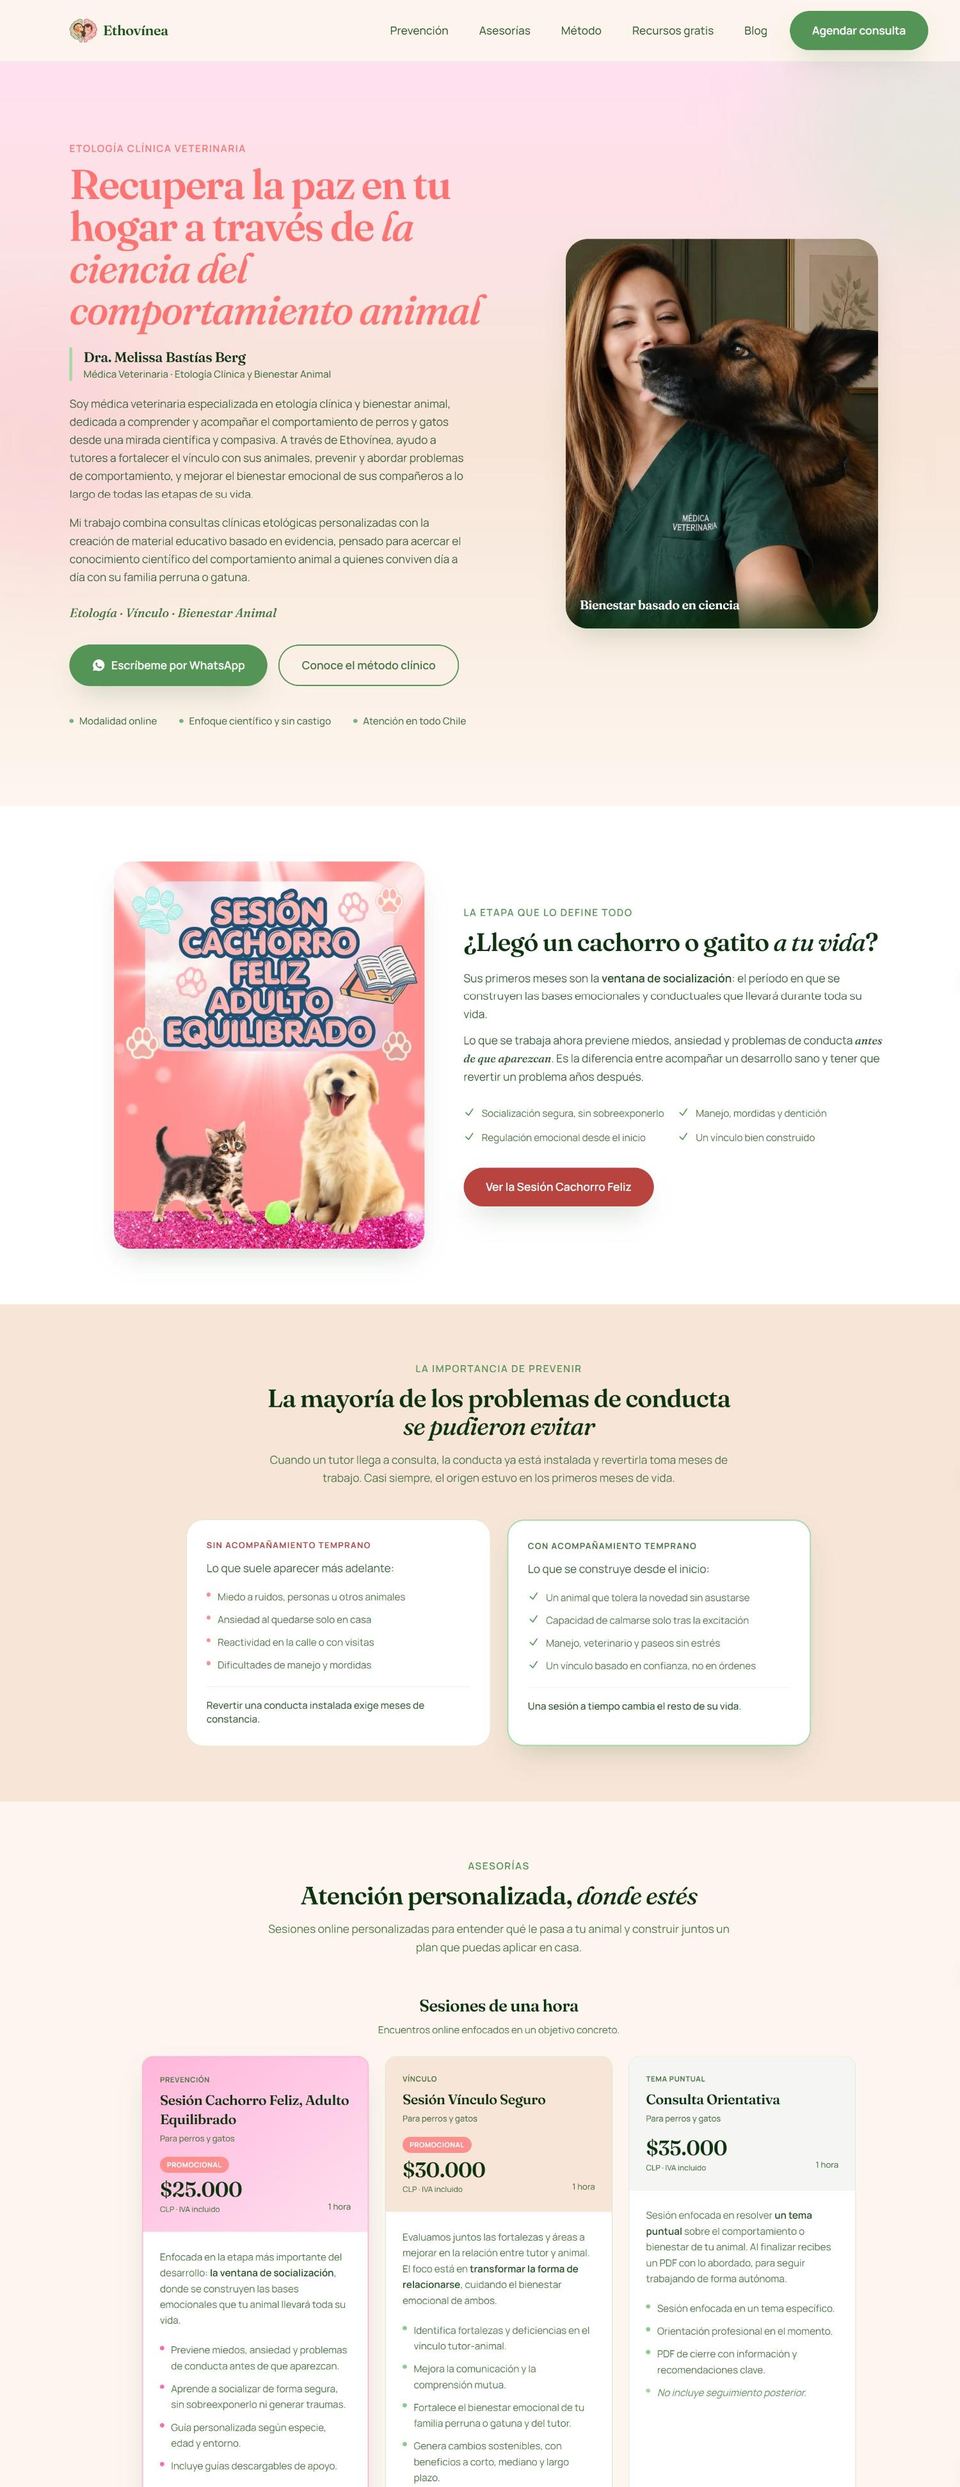 Ethovínea
Prevención
Asesorías
Método
Recursos gratis
Blog
Agendar consulta
ETOLOGÍA CLÍNICA VETERINARIA
Recupera la paz en tu
hogar a través de la
ciencia del
comportamiento animal
Dra. Melissa Bastías Berg
Médica Veterinaria · Etología Clínica y Bienestar Animal
Soy médica veterinaria especializada en etología clínica y bienestar animal,
dedicada a comprender y acompañar el comportamiento de perros y gatos
desde una mirada científica y compasiva. A través de Ethovínea, ayudo a
tutores a fortalecer el vínculo con sus animales, prevenir y abordar problemas
de comportamiento, y mejorar el bienestar emocional de sus compañeros a lo
largo de todas las etapas de su vida.
Mi trabajo combina consultas clínicas etológicas personalizadas con la
creación de material educativo basado en evidencia, pensado para acercar el
conocimiento científico del comportamiento animal a quienes conviven día a
día con su familia perruna o gatuna.
Etología · Vínculo · Bienestar Animal
Escríbeme por WhatsApp
Conoce el método clínico
Modalidad online
Enfoque científico y sin castigo
Atención en todo Chile
MÉDICA
VETERINARIA
Bienestar basado en ciencia
SESIÓN
CACHORRO
FELIZ
ADULTO
EQUILIBRADO
LA ETAPA QUE LO DEFINE TODO
¿Llegó un cachorro o gatito a tu vida?
Sus primeros meses son la ventana de socialización: el período en que se
construyen las bases emocionales y conductuales que llevará durante toda su
vida.
Lo que se trabaja ahora previene miedos, ansiedad y problemas de conducta antes
de que aparezcan. Es la diferencia entre acompañar un desarrollo sano y tener que
revertir un problema años después.
Socialización segura, sin sobreexponerlo
Manejo, mordidas y dentición
Regulación emocional desde el inicio
Un vínculo bien construido
Ver la Sesión Cachorro Feliz
LA IMPORTANCIA DE PREVENIR
La mayoría de los problemas de conducta
se pudieron evitar
Cuando un tutor llega a consulta, la conducta ya está instalada y revertirla toma meses de
trabajo. Casi siempre, el origen estuvo en los primeros meses de vida.
SIN ACOMPAÑAMIENTO TEMPRANO
Lo que suele aparecer más adelante:
Miedo a ruidos, personas u otros animales
Ansiedad al quedarse solo en casa
Reactividad en la calle o con visitas
Dificultades de manejo y mordidas
Revertir una conducta instalada exige meses de
constancia.
CON ACOMPAÑAMIENTO TEMPRANO
Lo que se construye desde el inicio:
Un animal que tolera la novedad sin asustarse
Capacidad de calmarse solo tras la excitación
Manejo, veterinario y paseos sin estrés
Un vínculo basado en confianza, no en órdenes
Una sesión a tiempo cambia el resto de su vida.
ASESORÍAS
Atención personalizada, donde estés
Sesiones online personalizadas para entender qué le pasa a tu animal y construir juntos un
plan que puedas aplicar en casa.
Sesiones de una hora
Encuentros online enfocados en un objetivo concreto.
PREVENCIÓN
Sesión Cachorro Feliz, Adulto
Equilibrado
Para perros y gatos
PROMOCIONAL
$25.000
CLP · IVA incluido
1 hora
Enfocada en la etapa más importante del
desarrollo: la ventana de socialización,
donde se construyen las bases
emocionales que tu animal llevará toda su
vida.
Previene miedos, ansiedad y problemas
de conducta antes de que aparezcan.
Aprende a socializar de forma segura,
sin sobreexponerlo ni generar traumas.
Guía personalizada según especie,
edad y entorno.
Incluye guías descargables de apoyo.
VÍNCULO
Sesión Vínculo Seguro
Para perros y gatos
PROMOCIONAL
$30.000
CLP · IVA incluido
1 hora
Evaluamos juntos las fortalezas y áreas a
mejorar en la relación entre tutor y animal.
El foco está en transformar la forma de
relacionarse, cuidando el bienestar
emocional de ambos.
Identifica fortalezas y deficiencias en el
vínculo tutor-animal.
Mejora la comunicación y la
comprensión mutua.
Fortalece el bienestar emocional de tu
familia perruna o gatuna y del tutor.
Genera cambios sostenibles, con
beneficios a corto, mediano y largo
plazo.
TEMA PUNTUAL
Consulta Orientativa
Para perros y gatos
$35.000
CLP · IVA incluido
1 hora
Sesión enfocada en resolver un tema
puntual sobre el comportamiento o
bienestar de tu animal. Al finalizar recibes
un PDF con lo abordado, para seguir
trabajando de forma autónoma.
Sesión enfocada en un tema específico.
Orientación profesional en el momento.
PDF de cierre con información y
recomendaciones clave.
No incluye seguimiento posterior.